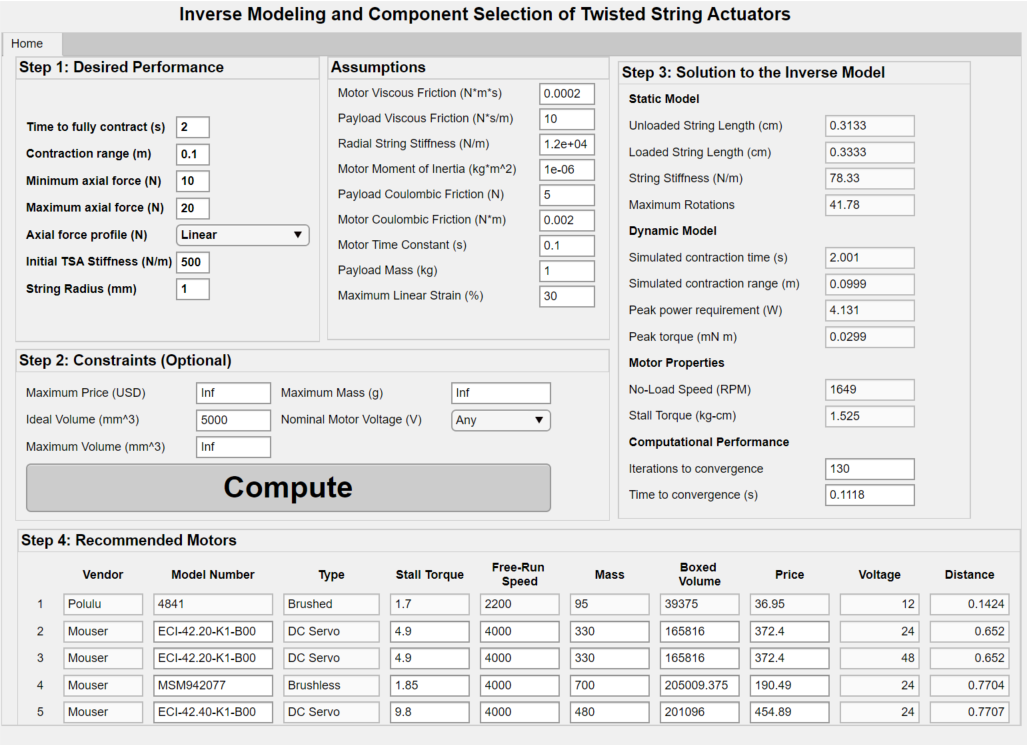 Inverse Modeling and Component Selection of Twisted String Actuators
Home
Step 1: Desired Performance
Time to fully contract (s) 2
Contraction range (m) 0.1
Minimum axial force (N) 10
Maximum axial force (N) 20
Axial force profile (N) Linear
Initial TSA Stiffness (N/m) 500
String Radius (mm) 1
Assumptions
Motor Viscous Friction (N*m*s) 0.0002
Payload Viscous Friction (N*s/m) 10
Radial String Stiffness (N/m) 1.2e+04
Motor Moment of Inertia (kg*m^2) 1e-06
Payload Coulombic Friction (N) 5
Motor Coulombic Friction (N*m) 0.002
Motor Time Constant (s) 0.1
Payload Mass (kg) 1
Maximum Linear Strain (%) 30
Step 2: Constraints (Optional)
Maximum Price (USD) Inf Maximum Mass (g) Inf
Ideal Volume (mm^3) 5000 Nominal Motor Voltage (V) Any
Maximum Volume (mm^3) Inf
Compute
Step 3: Solution to the Inverse Model
Static Model
Unloaded String Length (cm) 0.3133
Loaded String Length (cm) 0.3333
String Stiffness (N/m) 78.33
Maximum Rotations 41.78
Dynamic Model
Simulated contraction time (s) 2.001
Simulated contraction range (m) 0.0999
Peak power requirement (W) 4.131
Peak torque (mN m) 0.0299
Motor Properties
No-Load Speed (RPM) 1649
Stall Torque (kg-cm) 1.525
Computational Performance
Iterations to convergence 130
Time to convergence (s) 0.1118
Step 4: Recommended Motors
Vendor Model Number Type Stall Torque Free-Run Speed Mass Boxed Volume Price Voltage Distance
1 Polulu 4841 Brushed 1.7 2200 95 39375 36.95 12 0.1424
2 Mouser ECI-42.20-K1-B00 DC Servo 4.9 4000 330 165816 372.4 24 0.652
3 Mouser ECI-42.20-K1-B00 DC Servo 4.9 4000 330 165816 372.4 48 0.652
4 Mouser MSM942077 Brushless 1.85 4000 700 205009.375 190.49 24 0.7704
5 Mouser ECI-42.40-K1-B00 DC Servo 9.8 4000 480 201096 454.89 24 0.7707